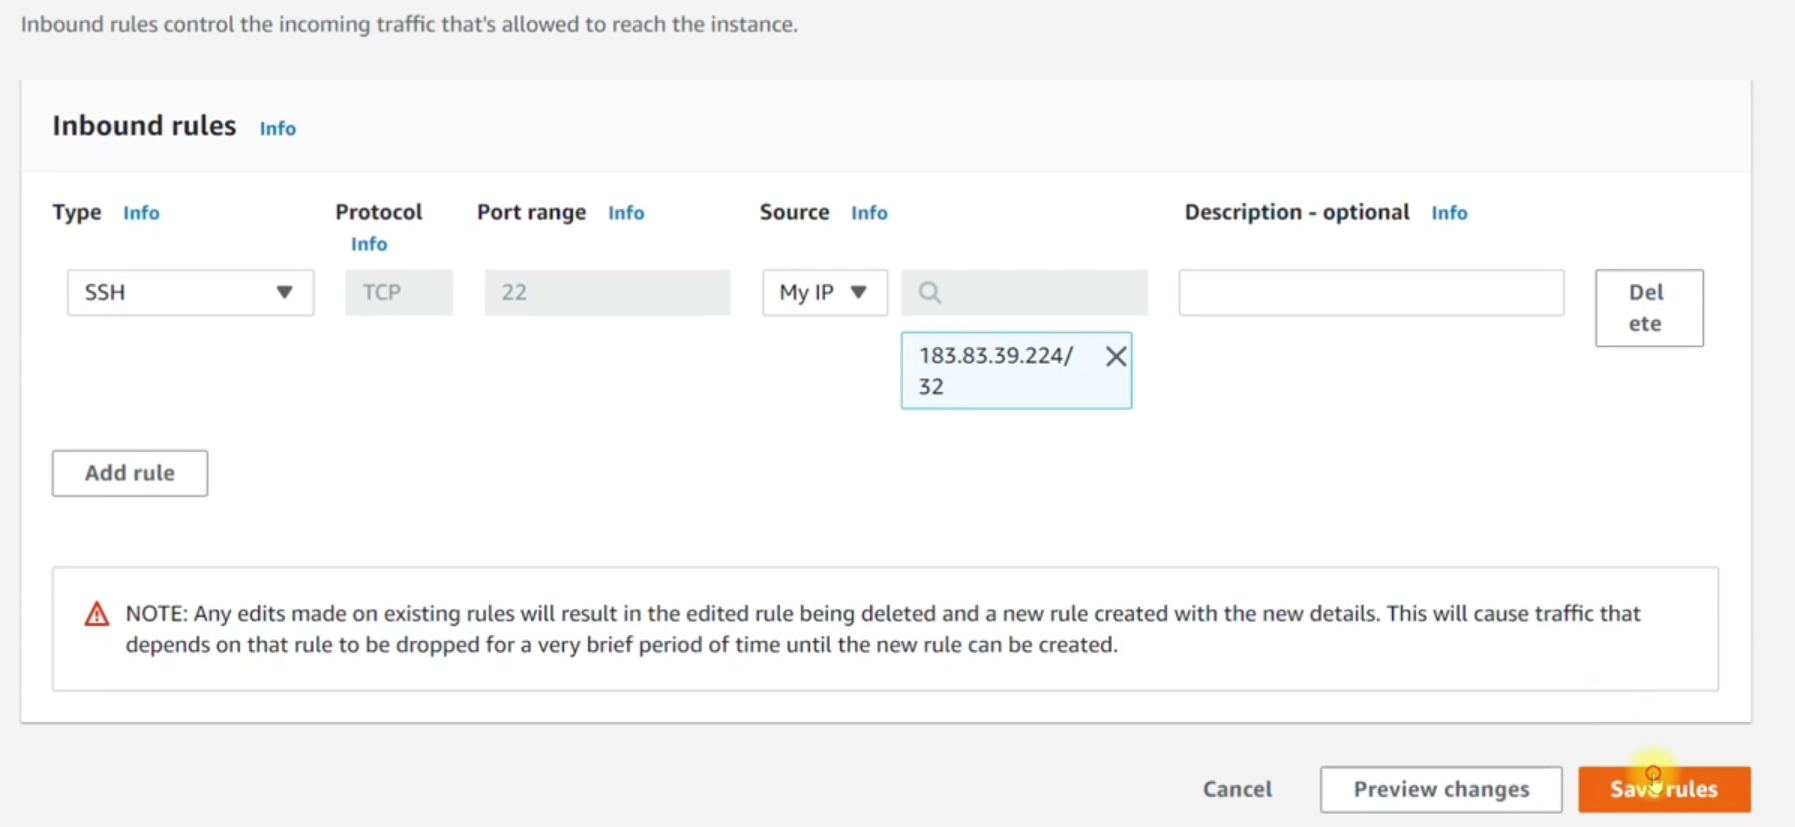 Inbound rules control the incoming traffic that's allowed to reach the instance.
Inbound rules Info
Type Info
Protocol
Info
Port range Info
Source Info
Description - optional Info
SSH
TCP
22
My IP
183.83.39.224/
32
Del
ete
Add rule
NOTE: Any edits made on existing rules will result in the edited rule being deleted and a new rule created with the new details. This will cause traffic that
depends on that rule to be dropped for a very brief period of time until the new rule can be created.
Cancel
Preview changes
Save rules